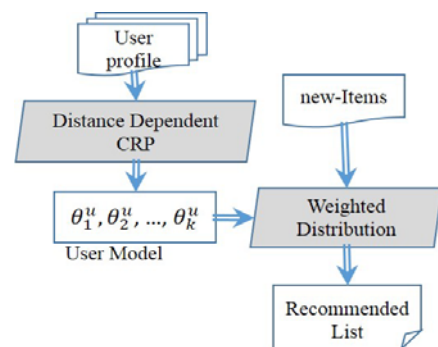 User
profile
Distance Dependent
CRP
θ₁ᵘ, θ₂ᵘ, ..., θₖᵘ
User Model
new-Items
Weighted
Distribution
Recommended
List